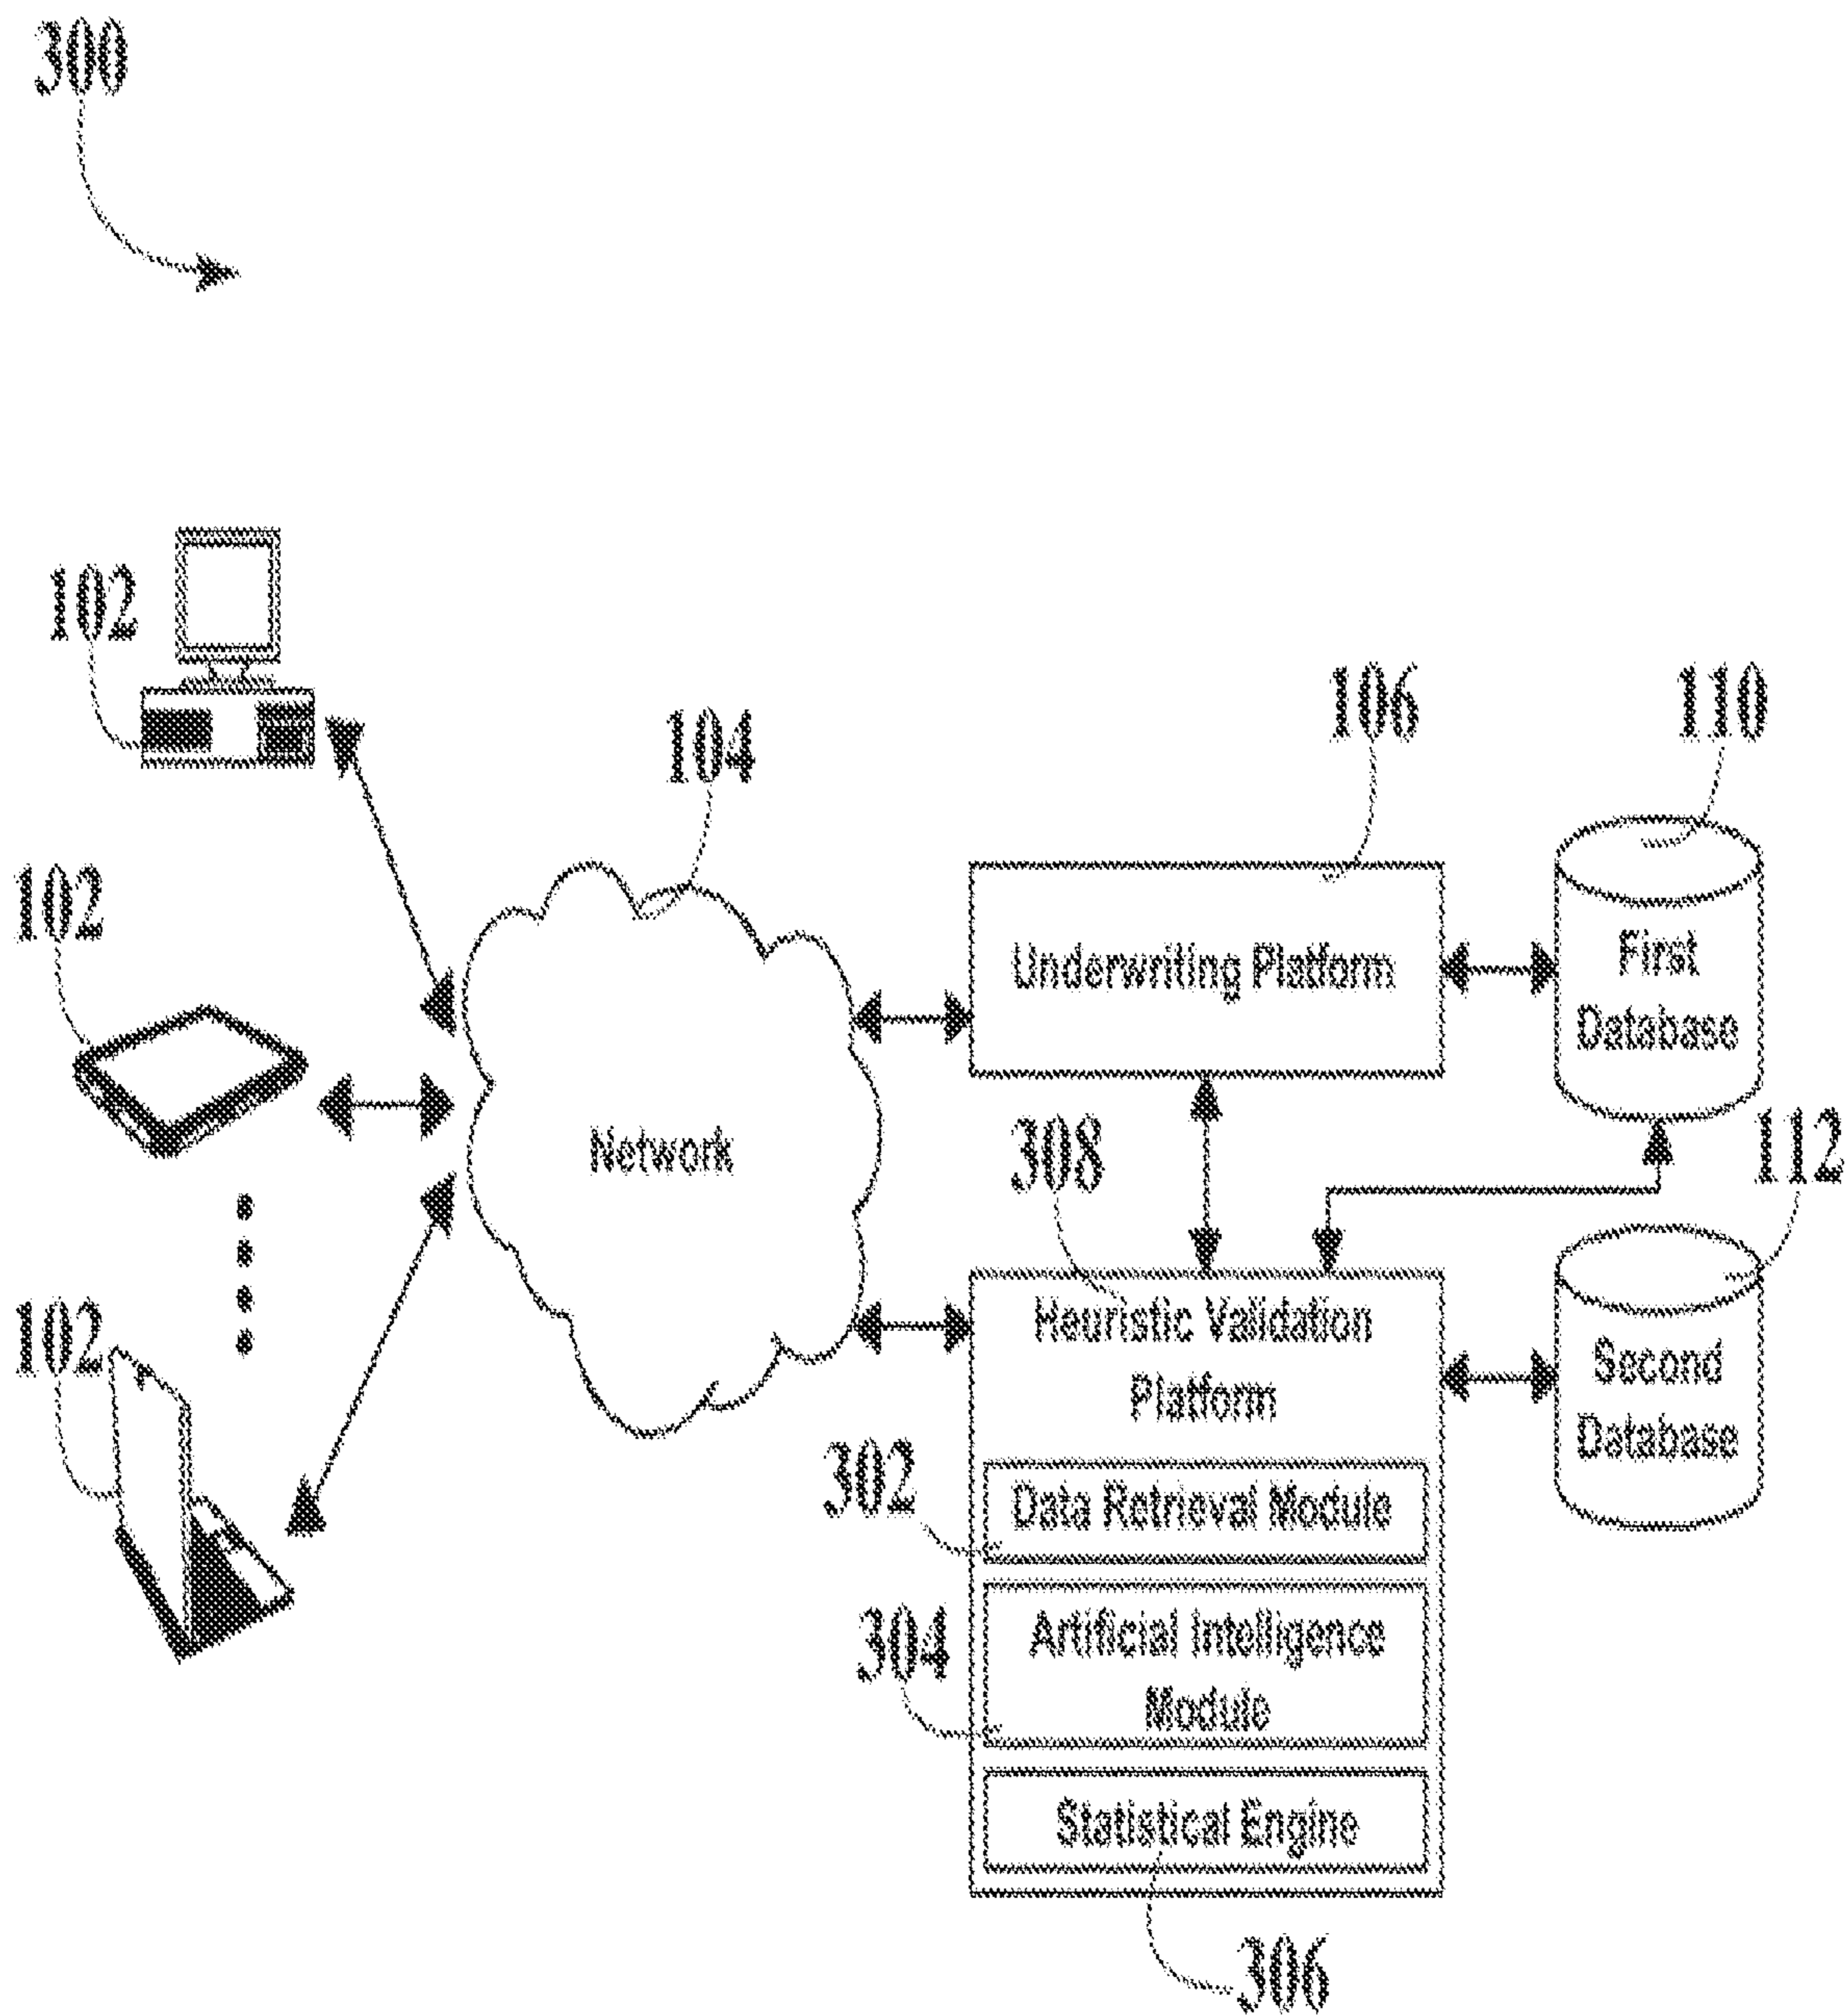 300
102
106
110
104
102
Underwriting Platform
First
Database
308
112
Network
102
Heuristic Validation
Platform
Second
Database
302
Data Retrieval Module
304
Artificial Intelligence
Module
Statistical Engine
306